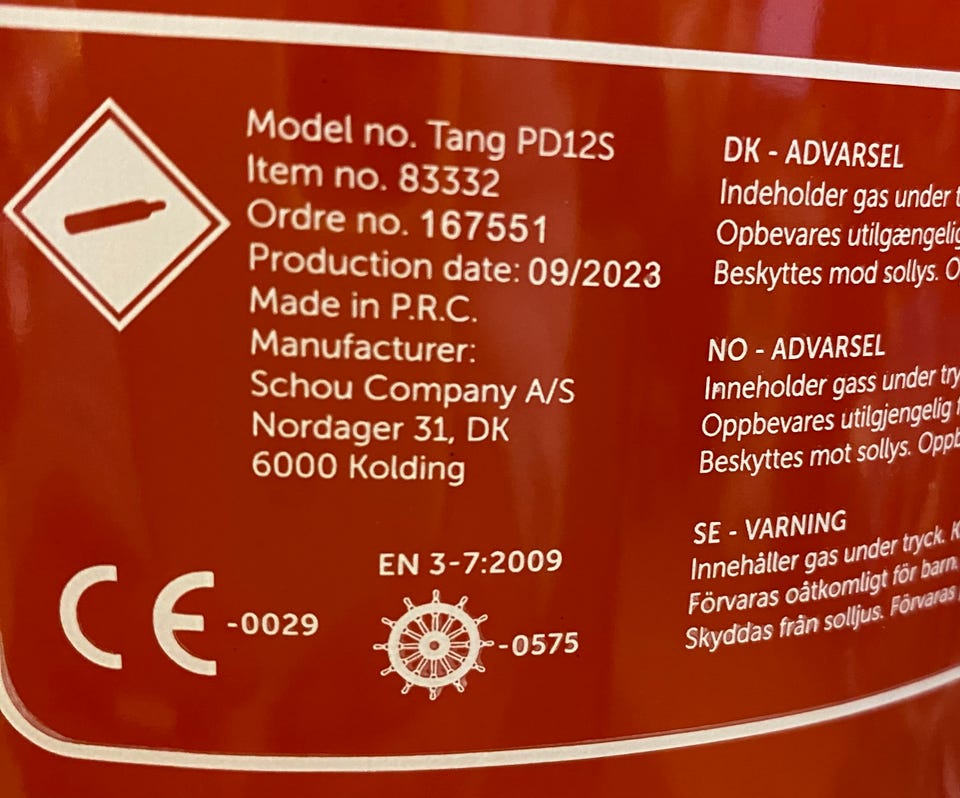 Model no. Tang PD12S
Item no. 83332
Ordre no. 167551
Production date: 09/2023
Made in P.R.C.
Manufacturer:
Schou Company A/S
Nordager 31, DK
6000 Kolding
EN 3-7:2009
CE -0029
-0575
DK - ADVARSEL
Indeholder gas under
Opbevares utilgængelig
Beskyttes mod sollys.
NO - ADVARSEL
Inneholder gass under
Oppbevares utilgjengelig
Beskyttes mot sollys.
SE - VARNING
Innehåller gas under tryck.
Förvaras oåtkomligt för barn.
Skyddas från solljus. Förvaras